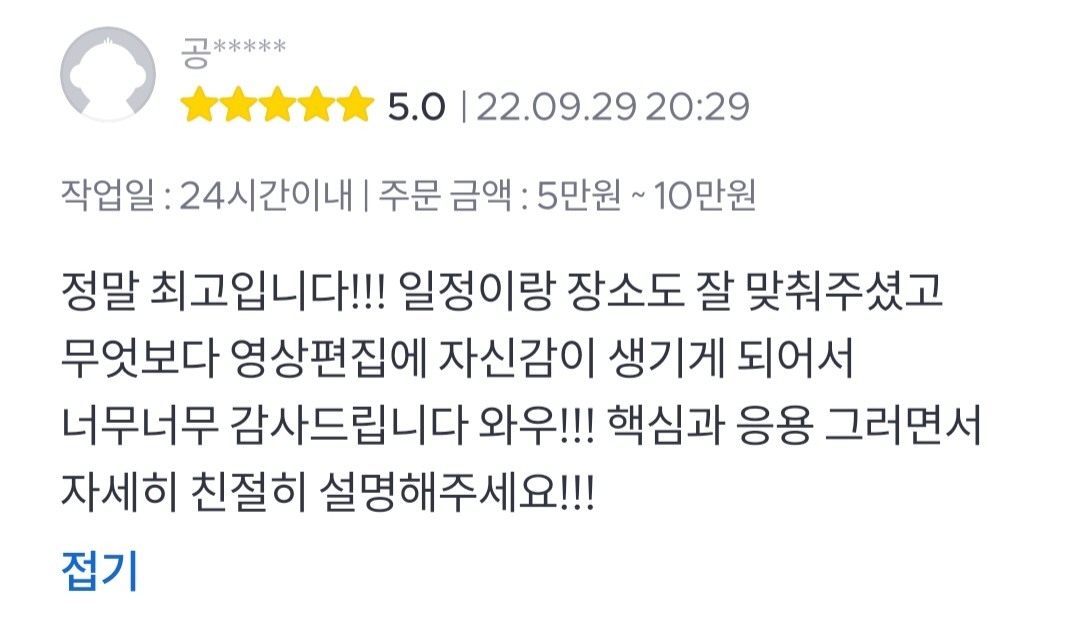 공*****
5.0 | 22.09.29 20:29
작업일 : 24시간이내 | 주문 금액 : 5만원 ~ 10만원
정말 최고입니다!!! 일정이랑 장소도 잘 맞춰주셨고
무엇보다 영상편집에 자신감이 생기게 되어서
너무너무 감사드립니다 와우!!! 핵심과 응용 그러면서
자세히 친절히 설명해주세요!!!
접기